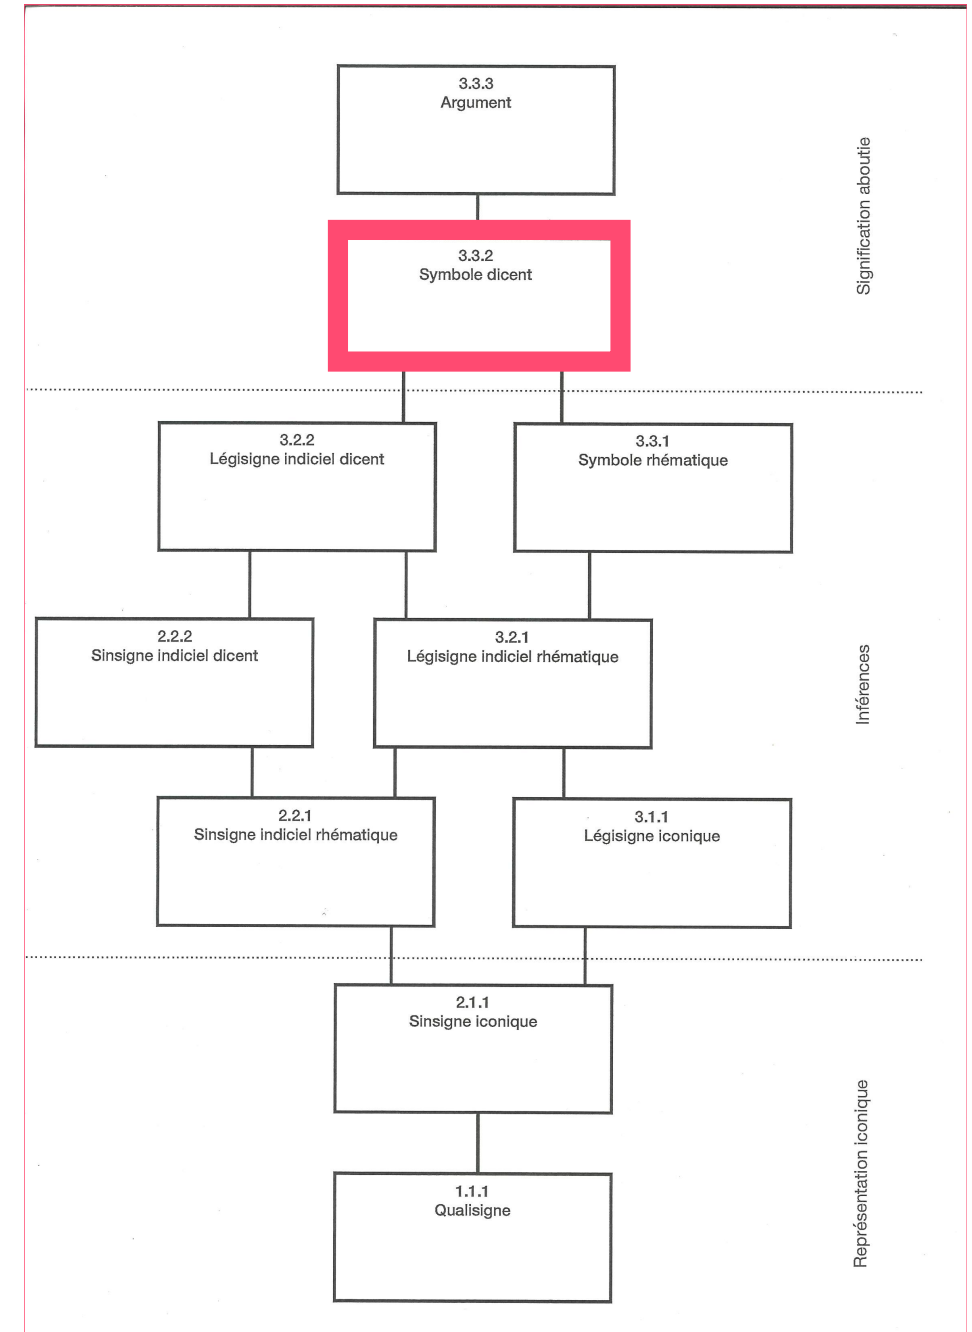 3.3.3
Argument
Signification aboutie
3.3.2
Symbole dicent
3.2.2
Légisigne indiciel dicent
3.3.1
Symbole rhématique
2.2.2
Sinsigne indiciel dicent
3.2.1
Légisigne indiciel rhématique
Inférences
2.2.1
Sinsigne indiciel rhématique
3.1.1
Légisigne iconique
2.1.1
Sinsigne iconique
Représentation iconique
1.1.1
Qualisigne